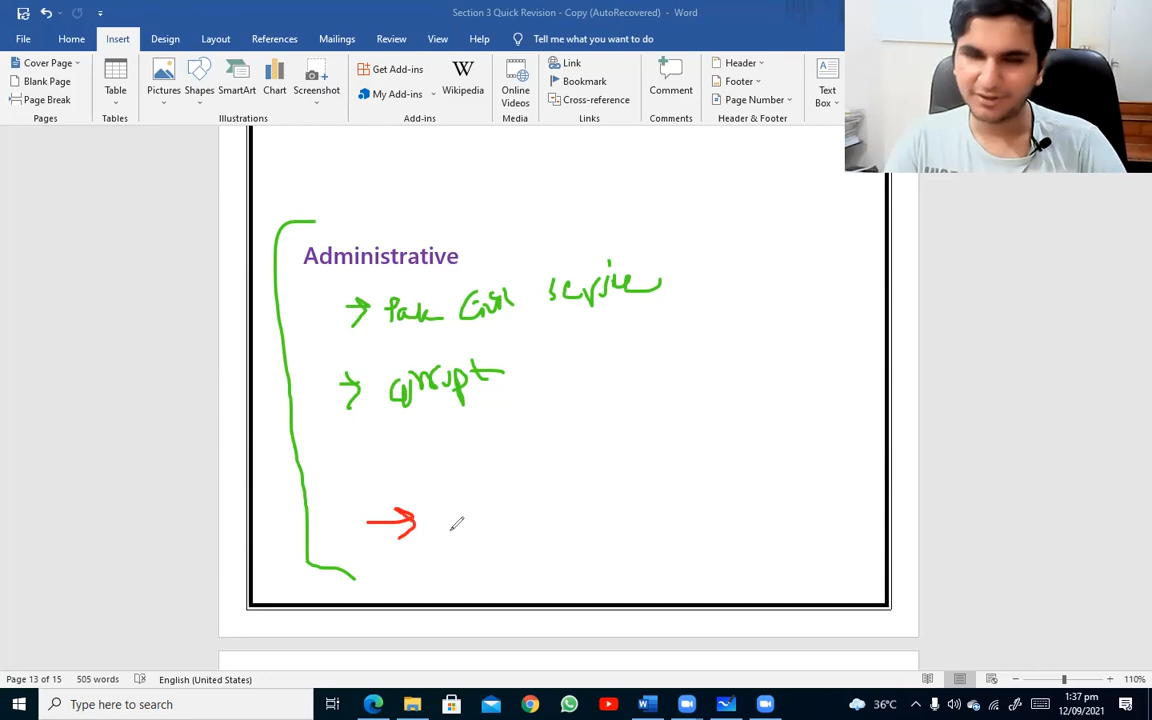 Section 3 Quick Revision - Copy (AutoRecovered) - Word
File Home Insert Design Layout References Mailings Review View Help Tell me what you want to do
Cover Page
Blank Page
Page Break
Pages
Table
Tables
Pictures Shapes SmartArt Chart Screenshot
Illustrations
Get Add-ins
My Add-ins
Wikipedia
Add-ins
Online Videos
Media
Link
Bookmark
Cross-reference
Links
Comment
Comments
Header
Footer
Page Number
Header & Footer
Text Box
Administrative
→ Pak Civil service
→ corrupt
→
Page 13 of 15 505 words English (United States) 110%
Type here to search
36°C
1:37 pm
12/09/2021